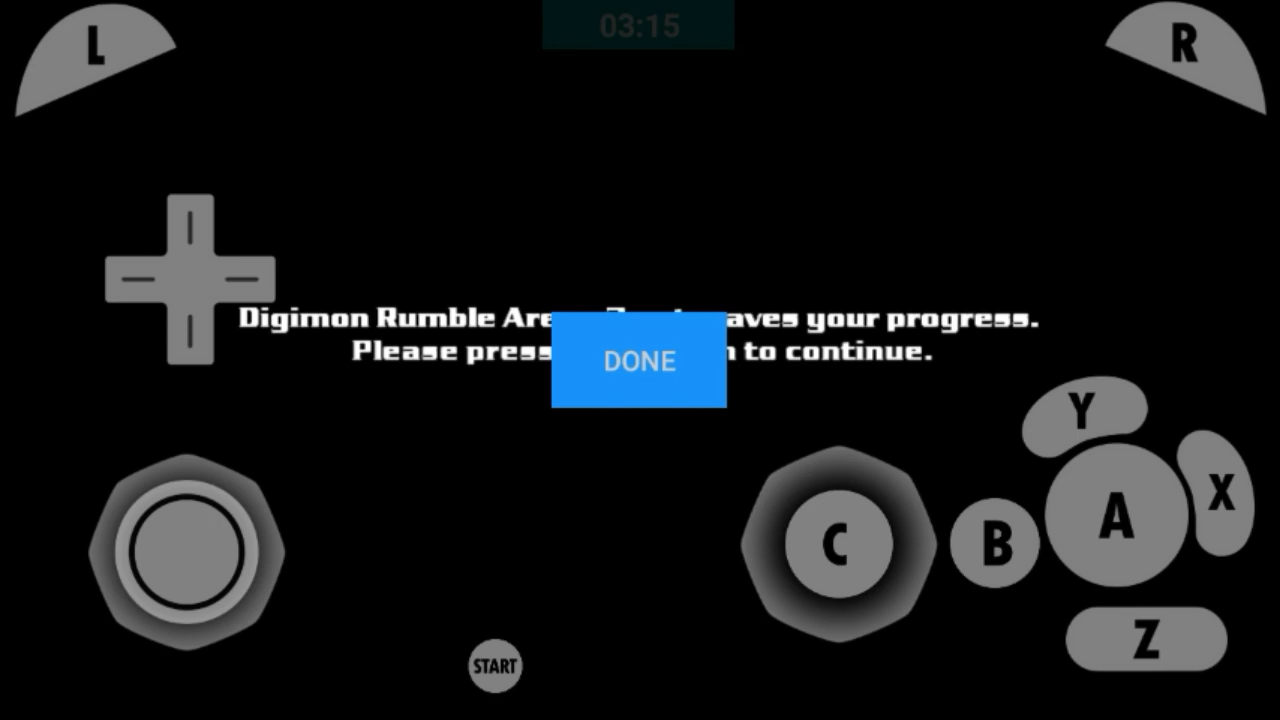 L
03:15
R
Digimon Rumble Are aves your progress.
Please press DONE to continue.
Y
X
A
C
B
Z
START